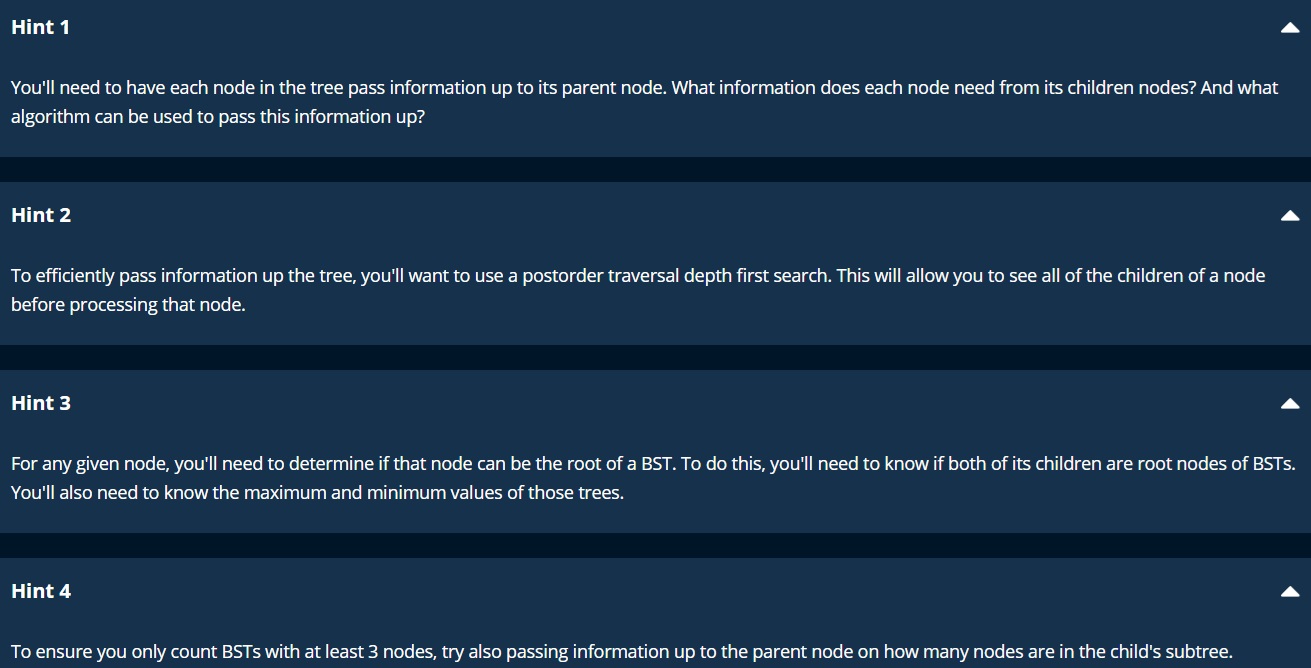 Hint 1
You'll need to have each node in the tree pass information up to its parent node. What information does each node need from its children nodes? And what
algorithm can be used to pass this information up?
Hint 2
To efficiently pass information up the tree, you'll want to use a postorder traversal depth first search. This will allow you to see all of the children of a node
before processing that node.
Hint 3
For any given node, you'll need to determine if that node can be the root of a BST. To do this, you'll need to know if both of its children are root nodes of BSTs.
You'll also need to know the maximum and minimum values of those trees.
Hint 4
To ensure you only count BSTs with at least 3 nodes, try also passing information up to the parent node on how many nodes are in the child's subtree.